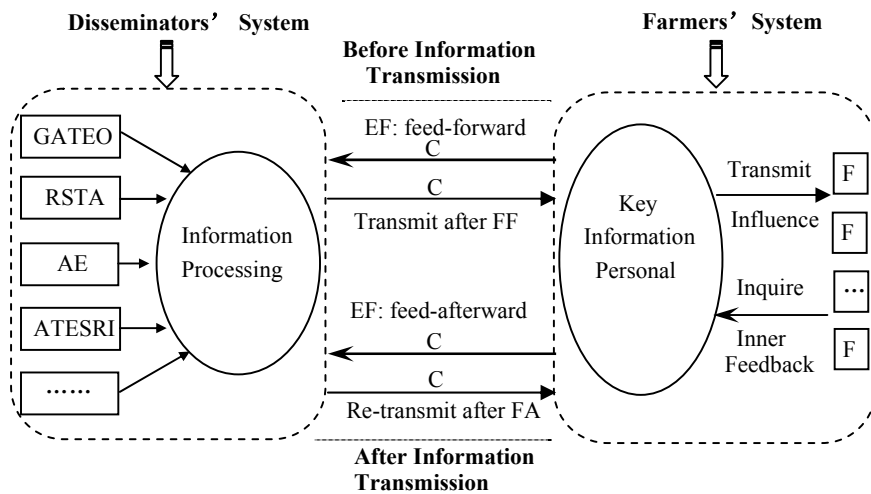 Disseminators’ System
Farmers’ System
Before Information
Transmission
GATEO
RSTA
AE
ATESRI
……
Information
Processing
EF: feed-forward
C
C
Transmit after FF
EF: feed-afterward
C
C
Re-transmit after FA
After Information
Transmission
Key
Information
Personal
Transmit
Influence
Inquire
Inner
Feedback
F
F
…
F